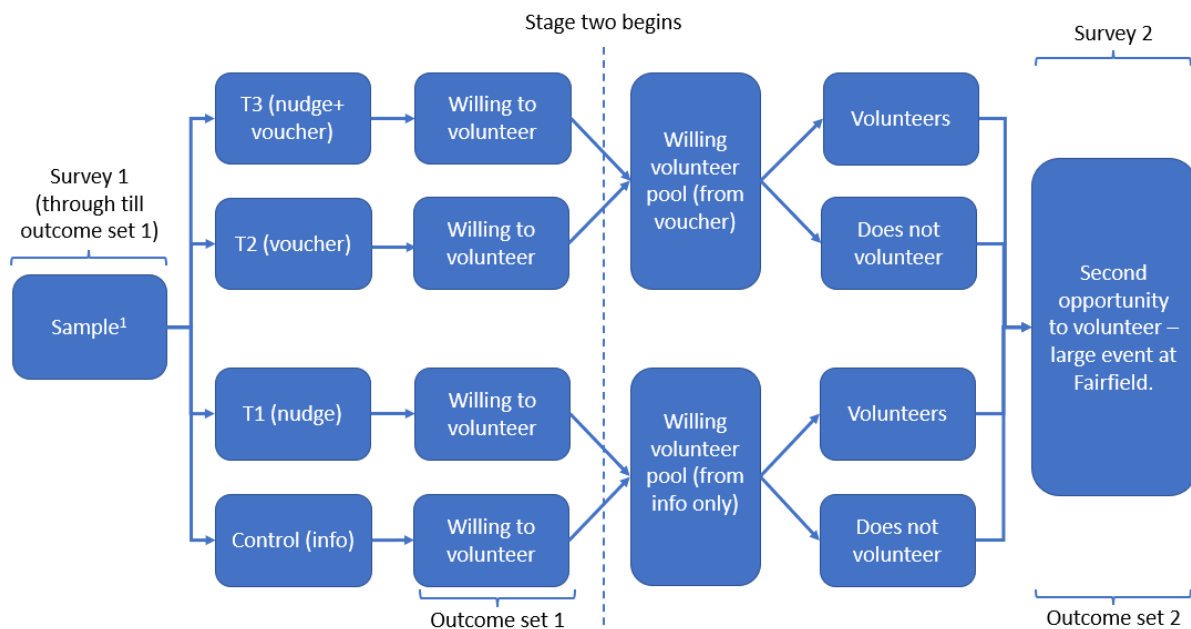 Stage two begins
Survey 2
T3 (nudge+
voucher)
Willing to
volunteer
Willing
volunteer
pool (from
voucher)
Volunteers
Survey 1
(through till
outcome set 1)
T2 (voucher)
Willing to
volunteer
Does not
volunteer
Sample¹
Second
opportunity
to volunteer –
large event at
Fairfield.
T1 (nudge)
Willing to
volunteer
Willing
volunteer
pool (from
info only)
Volunteers
Control (info)
Willing to
volunteer
Does not
volunteer
Outcome set 1
Outcome set 2